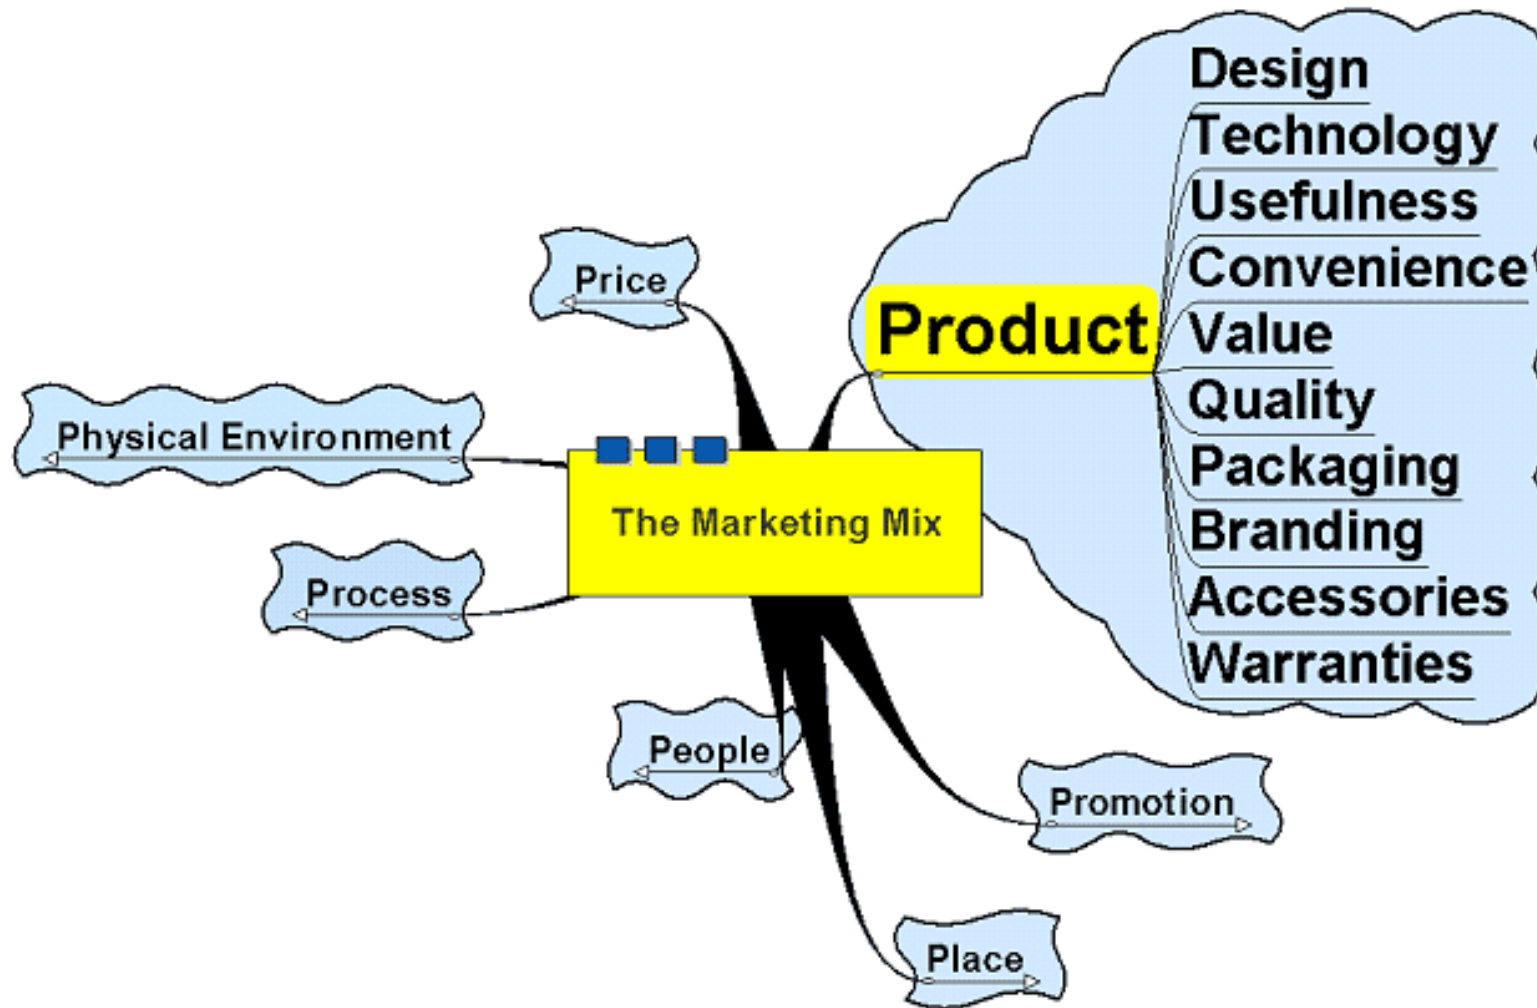 Design
Technology
Usefulness
Price
Convenience
Product
Value
Quality
Physical Environment
Packaging
The Marketing Mix
Branding
Process
Accessories
Warranties
People
Promotion
Place